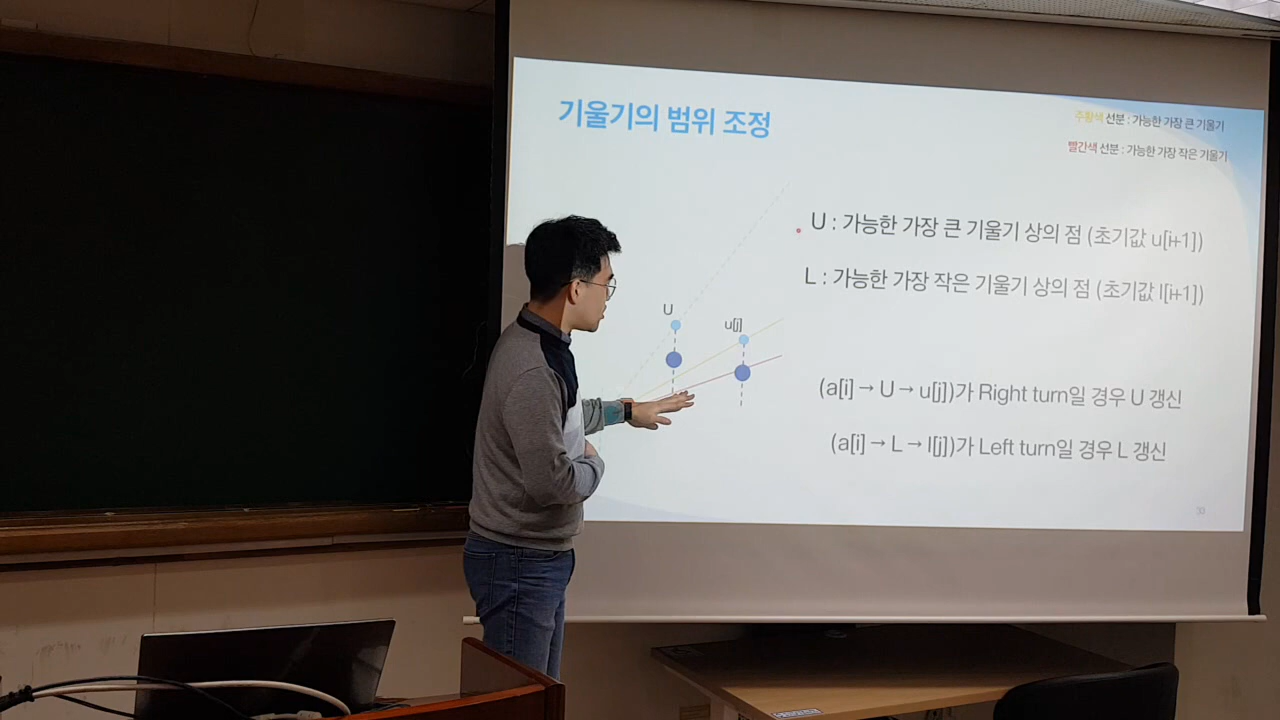 기울기의 범위 조정
주황색 선분 : 가능한 가장 큰 기울기
빨간색 선분 : 가능한 가장 작은 기울기
U : 가능한 가장 큰 기울기 상의 점 (초기값 u[i+1])
L : 가능한 가장 작은 기울기 상의 점 (초기값 l[i+1])
U
u[j]
(a[i] → U → u[j])가 Right turn일 경우 U 갱신
(a[i] → L → l[j])가 Left turn일 경우 L 갱신